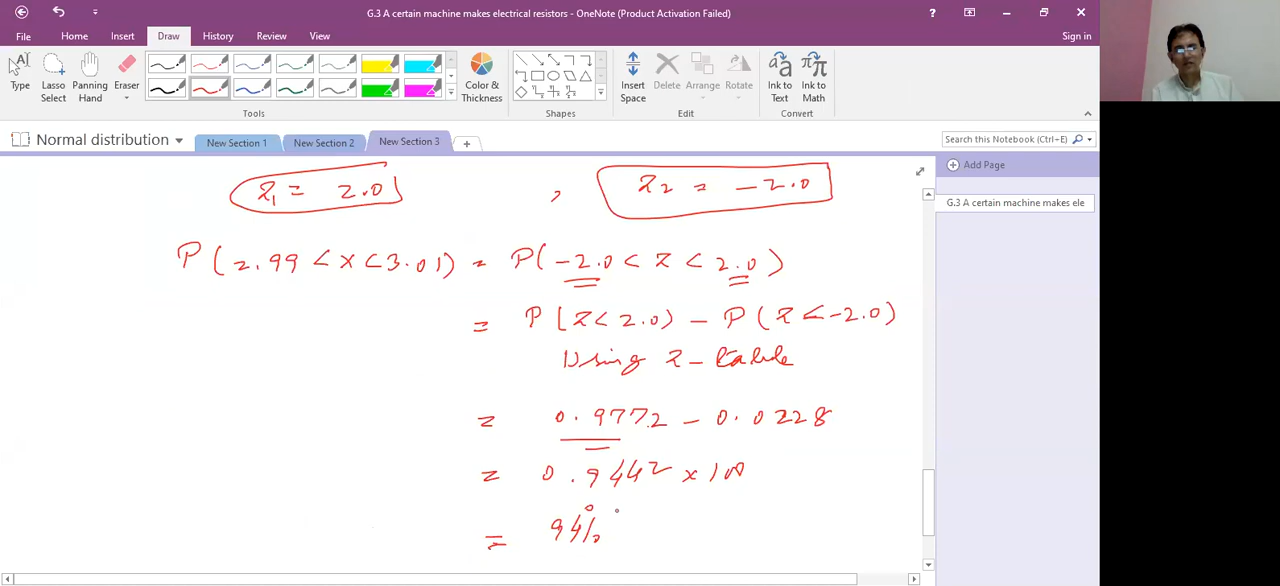 G.3 A certain machine makes electrical resistors - OneNote (Product Activation Failed)
File Home Insert Draw History Review View Sign in
Type Lasso Select Panning Hand Eraser Color & Thickness Insert Space Delete Arrange Rotate Ink to Text Ink to Math
Tools Shapes Edit Convert
Normal distribution New Section 1 New Section 2 New Section 3 Search this Notebook (Ctrl+E)
Add Page
G.3 A certain machine makes ele
z₁ = 2.0 , z₂ = -2.0
P(2.99 < x < 3.01) = P(-2.0 < z < 2.0)
= P(z < 2.0) - P(z < -2.0)
Using z-table
= 0.9772 - 0.0228
= 0.9442 x 100
= 94%